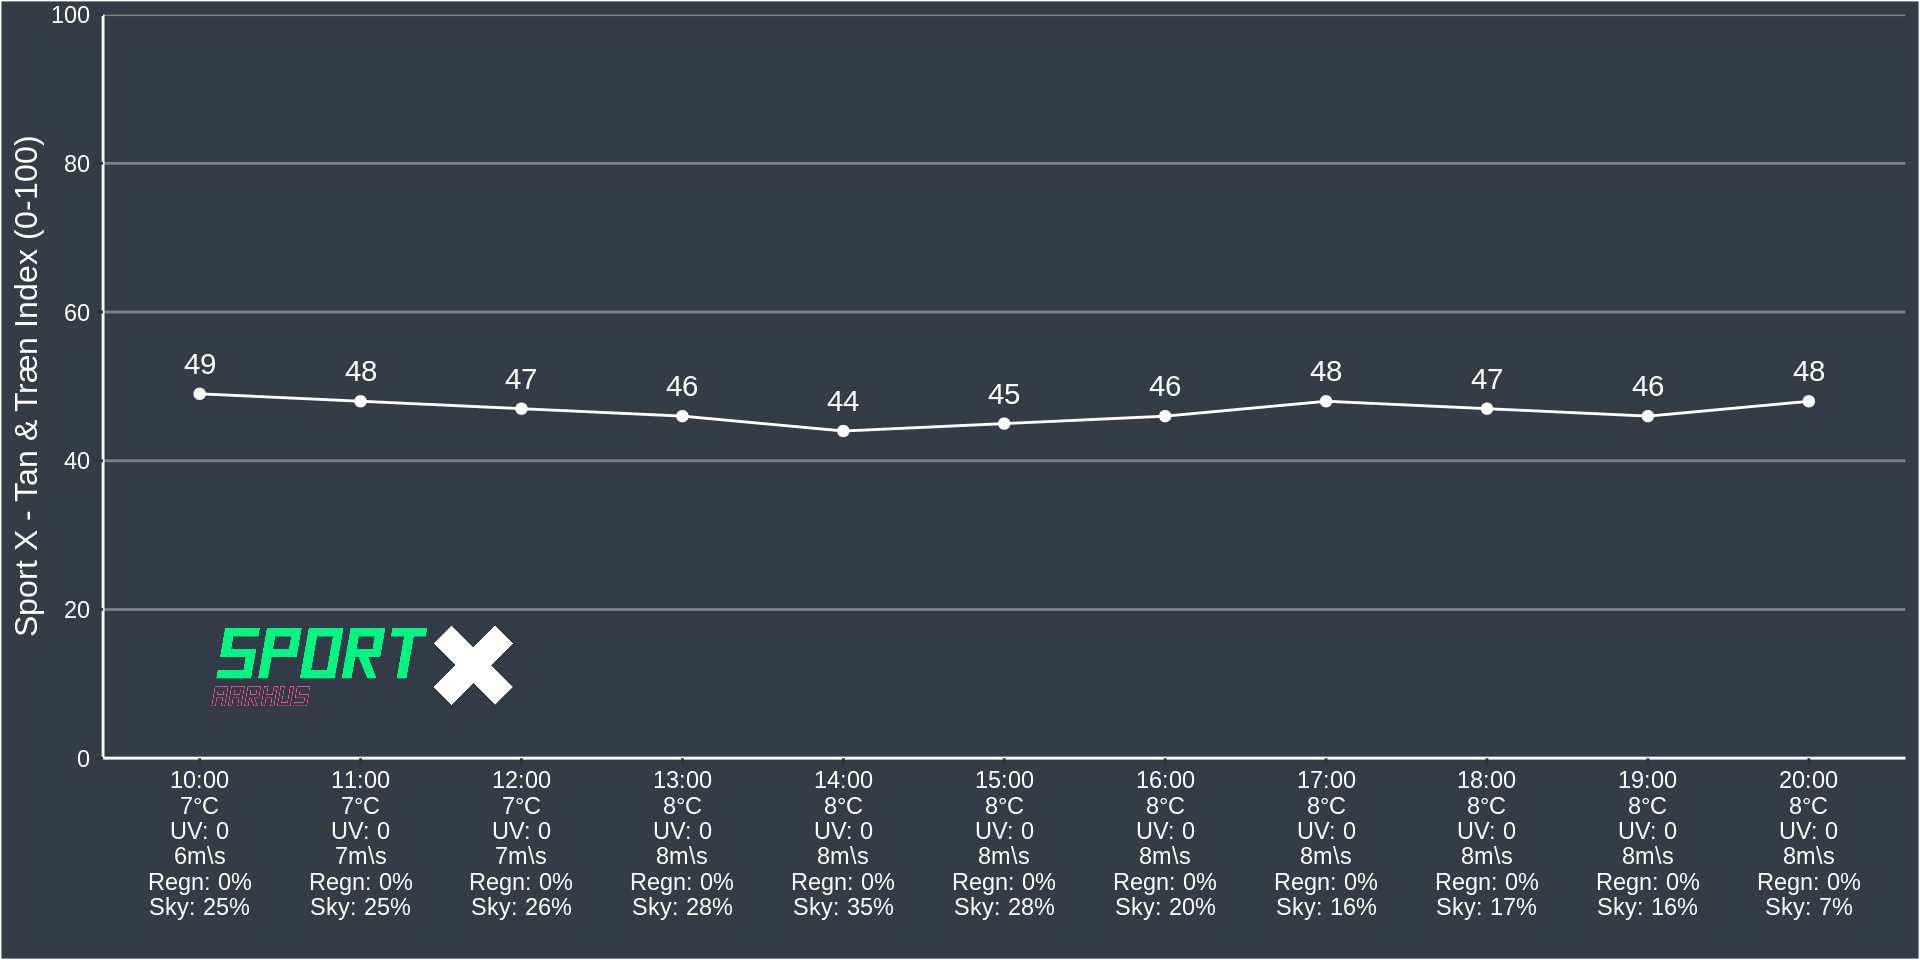 Sport X - Tan & Træn Index (0-100)
100
80
60
40
20
0
49 48 47 46 44 45 46 48 47 46 48
SPORT X
AARHUS
10:00 11:00 12:00 13:00 14:00 15:00 16:00 17:00 18:00 19:00 20:00
7°C 7°C 7°C 8°C 8°C 8°C 8°C 8°C 8°C 8°C 8°C
UV: 0 UV: 0 UV: 0 UV: 0 UV: 0 UV: 0 UV: 0 UV: 0 UV: 0 UV: 0 UV: 0
6m\s 7m\s 7m\s 8m\s 8m\s 8m\s 8m\s 8m\s 8m\s 8m\s 8m\s
Regn: 0% Regn: 0% Regn: 0% Regn: 0% Regn: 0% Regn: 0% Regn: 0% Regn: 0% Regn: 0% Regn: 0% Regn: 0%
Sky: 25% Sky: 25% Sky: 26% Sky: 28% Sky: 35% Sky: 28% Sky: 20% Sky: 16% Sky: 17% Sky: 16% Sky: 7%